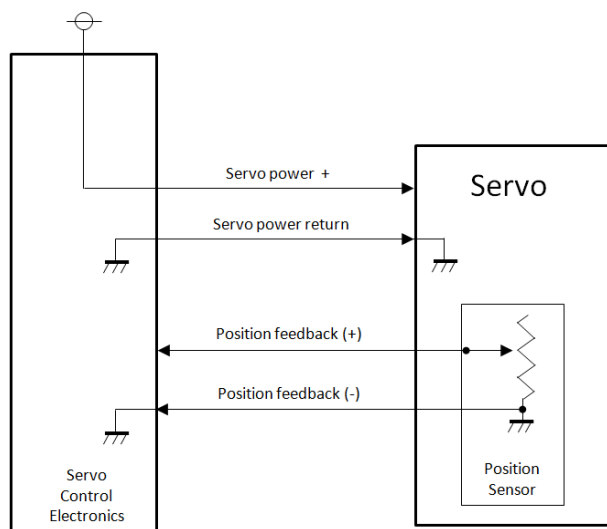 Servo power +
Servo
Servo power return
Position feedback (+)
Position feedback (-)
Servo
Control
Electronics
Position
Sensor